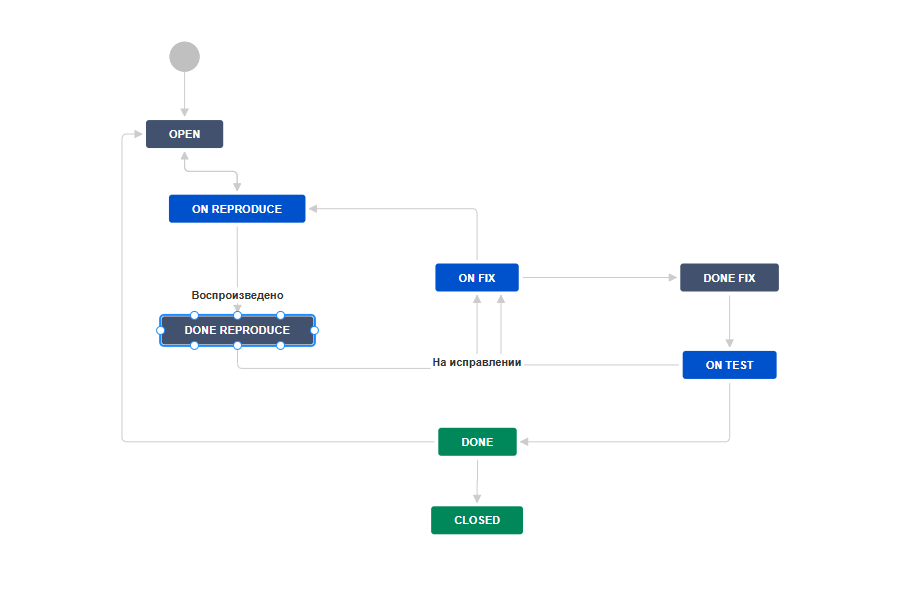 OPEN
ON REPRODUCE
ON FIX
DONE FIX
Воспроизведено
DONE REPRODUCE
На исправлении
ON TEST
DONE
CLOSED